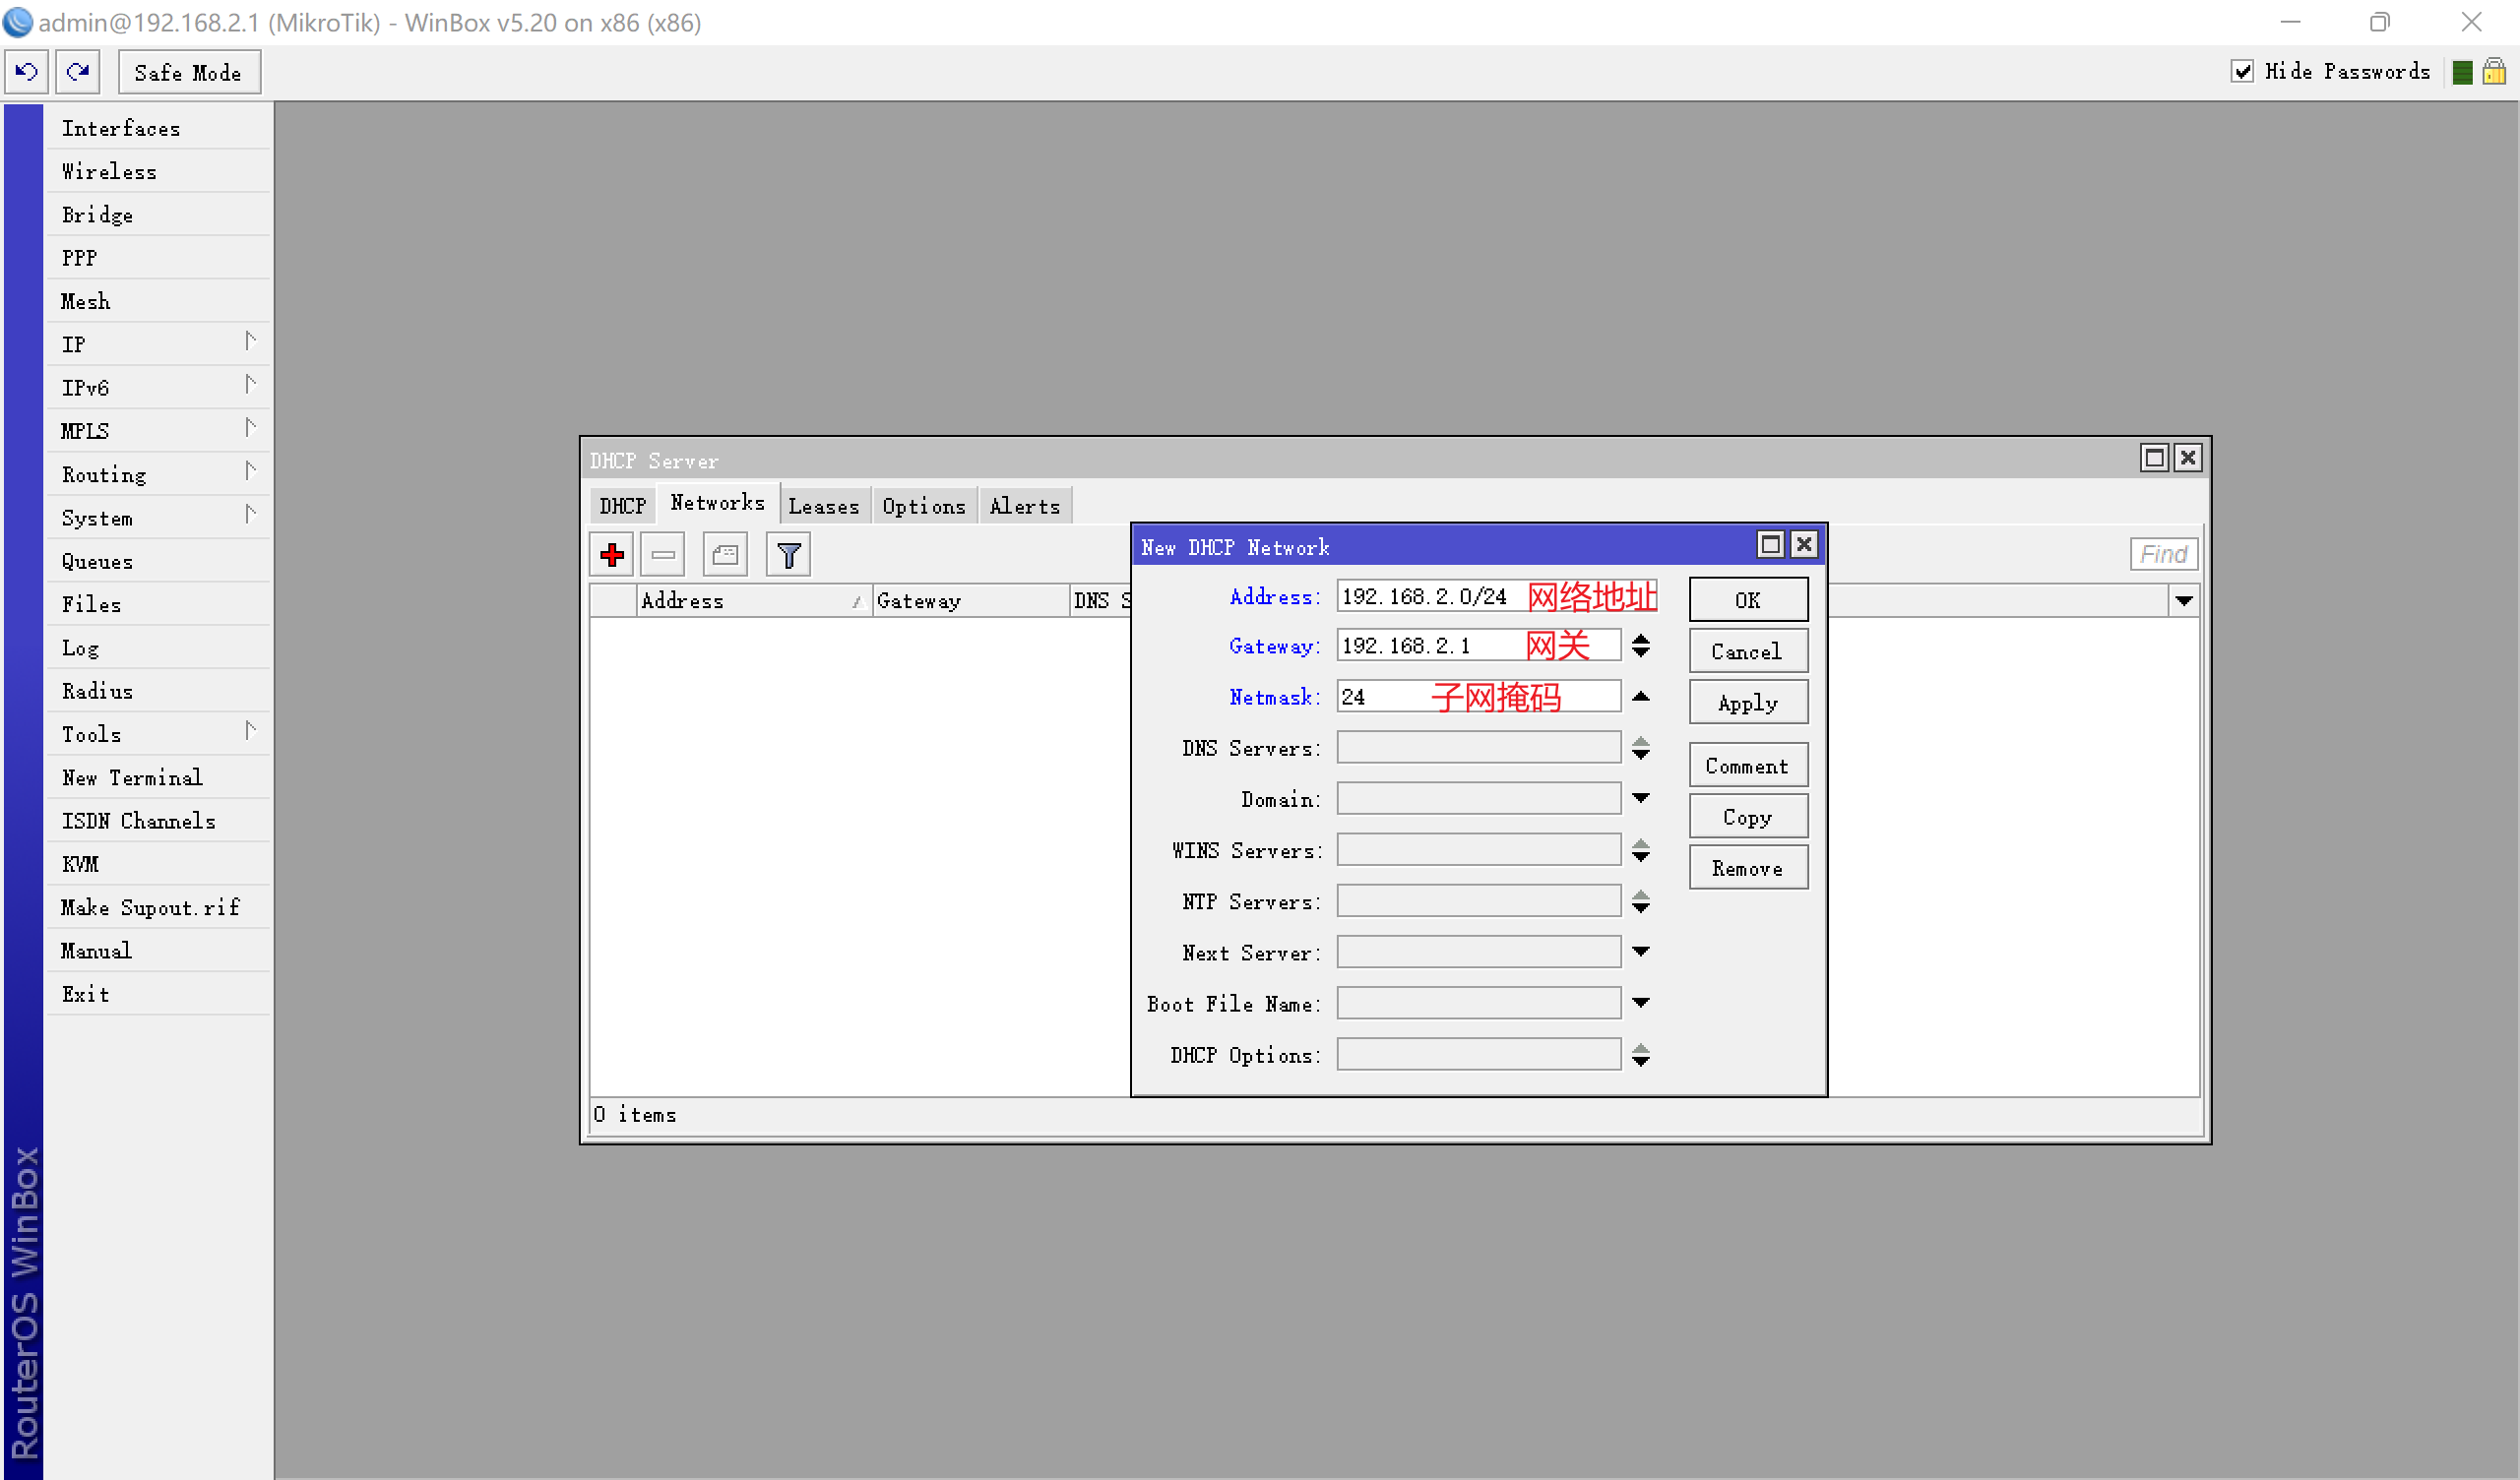 admin@192.168.2.1 (MikroTik) - WinBox v5.20 on x86 (x86)
Safe Mode
Hide Passwords
Interfaces
Wireless
Bridge
PPP
Mesh
IP
IPv6
MPLS
Routing
System
Queues
Files
Log
Radius
Tools
New Terminal
ISDN Channels
KVM
Make Supout.rif
Manual
Exit
RouterOS WinBox
DHCP Server
DHCP Networks Leases Options Alerts
Find
Address Gateway DNS S
0 items
New DHCP Network
Address: 192.168.2.0/24 网络地址
Gateway: 192.168.2.1 网关
Netmask: 24 子网掩码
DNS Servers:
Domain:
WINS Servers:
NTP Servers:
Next Server:
Boot File Name:
DHCP Options:
OK
Cancel
Apply
Comment
Copy
Remove